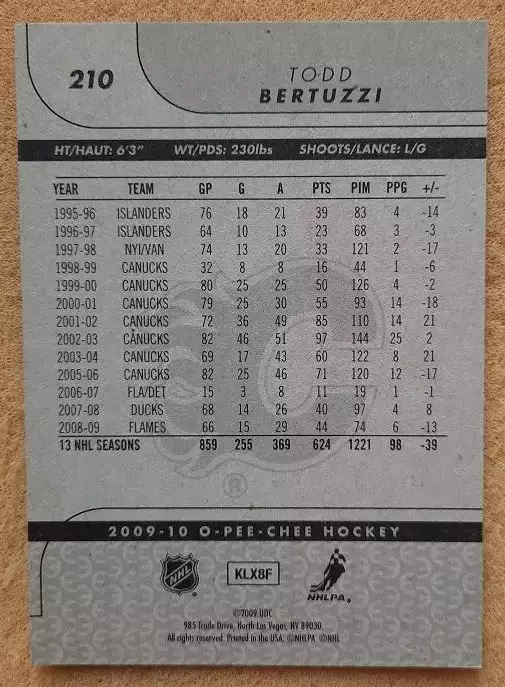 210
TODD
BERTUZZI
HT/HAUT: 6'3" WT/PDS: 230lbs SHOOTS/LANCE: L/G
YEAR TEAM GP G A PTS PIM PPG +/-
1995-96 ISLANDERS 76 18 21 39 83 4 -14
1996-97 ISLANDERS 64 10 13 23 68 3 -3
1997-98 NYI/VAN 74 13 20 33 121 2 -17
1998-99 CANUCKS 32 8 8 16 44 1 -6
1999-00 CANUCKS 80 25 25 50 126 4 -2
2000-01 CANUCKS 79 25 30 55 93 14 -18
2001-02 CANUCKS 72 36 49 85 110 14 21
2002-03 CANUCKS 82 46 51 97 144 25 2
2003-04 CANUCKS 69 17 43 60 122 8 21
2005-06 CANUCKS 82 25 46 71 120 12 -17
2006-07 FLA/DET 15 3 8 11 19 1 -1
2007-08 DUCKS 68 14 26 40 97 4 8
2008-09 FLAMES 66 15 29 44 74 6 -13
13 NHL SEASONS 859 255 369 624 1221 98 -39
®
2009-10 O-PEE-CHEE HOCKEY
NHL KLX8F NHLPA®
©2009 UDC
985 Trade Drive, North Las Vegas, NV 89030
All rights reserved. Printed in the USA. ©NHLPA ©NHL